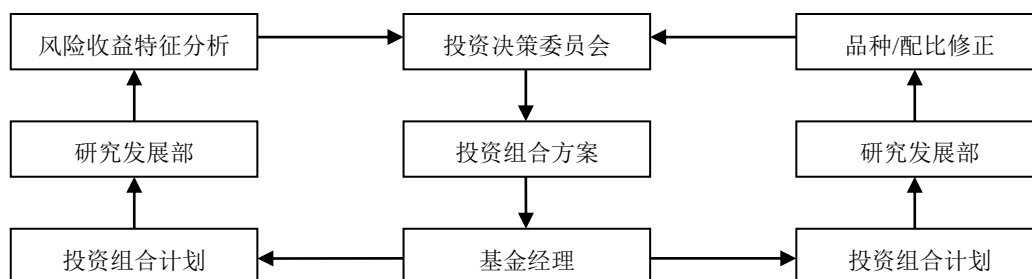 风险收益特征分析
投资决策委员会
品种/配比修正
研究发展部
投资组合方案
研究发展部
投资组合计划
基金经理
投资组合计划